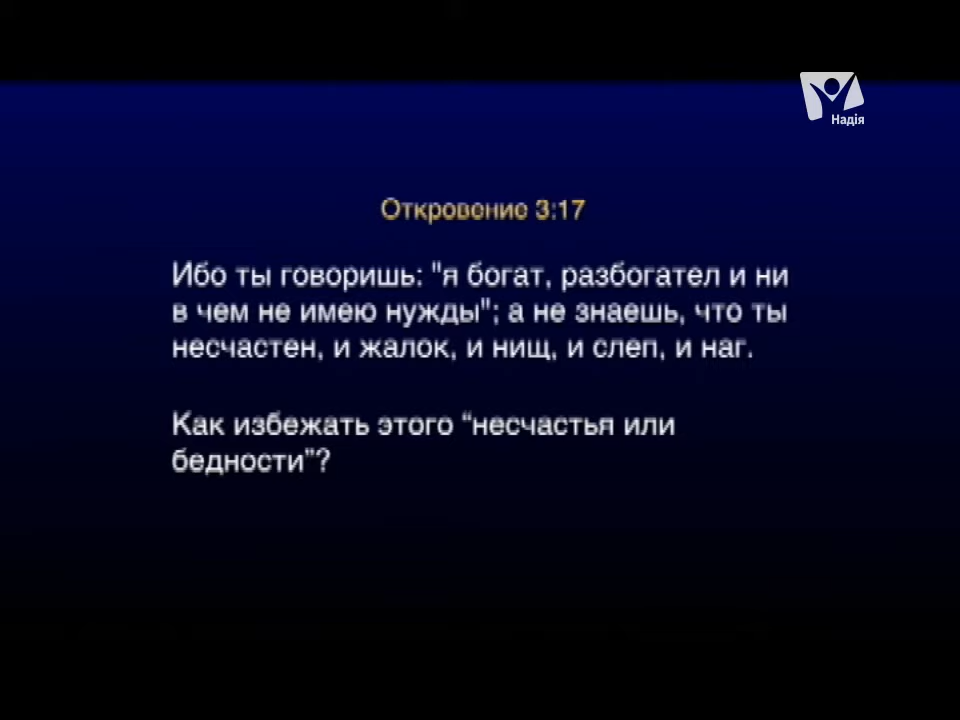 Надія
Откровение 3:17
Ибо ты говоришь: "я богат, разбогател и ни
в чем не имею нужды"; а не знаешь, что ты
несчастен, и жалок, и нищ, и слеп, и наг.
Как избежать этого “несчастья или
бедности”?